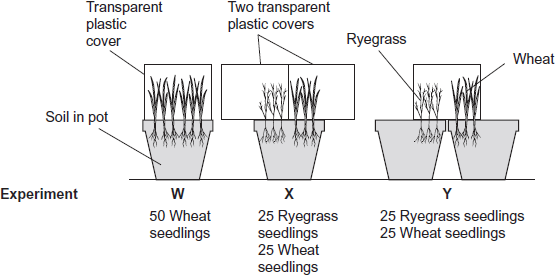 Transparent
plastic
cover
Two transparent
plastic covers
Ryegrass
Wheat
Soil in pot
Experiment
W
X
Y
50 Wheat
seedlings
25 Ryegrass
seedlings
25 Wheat
seedlings
25 Ryegrass seedlings
25 Wheat seedlings